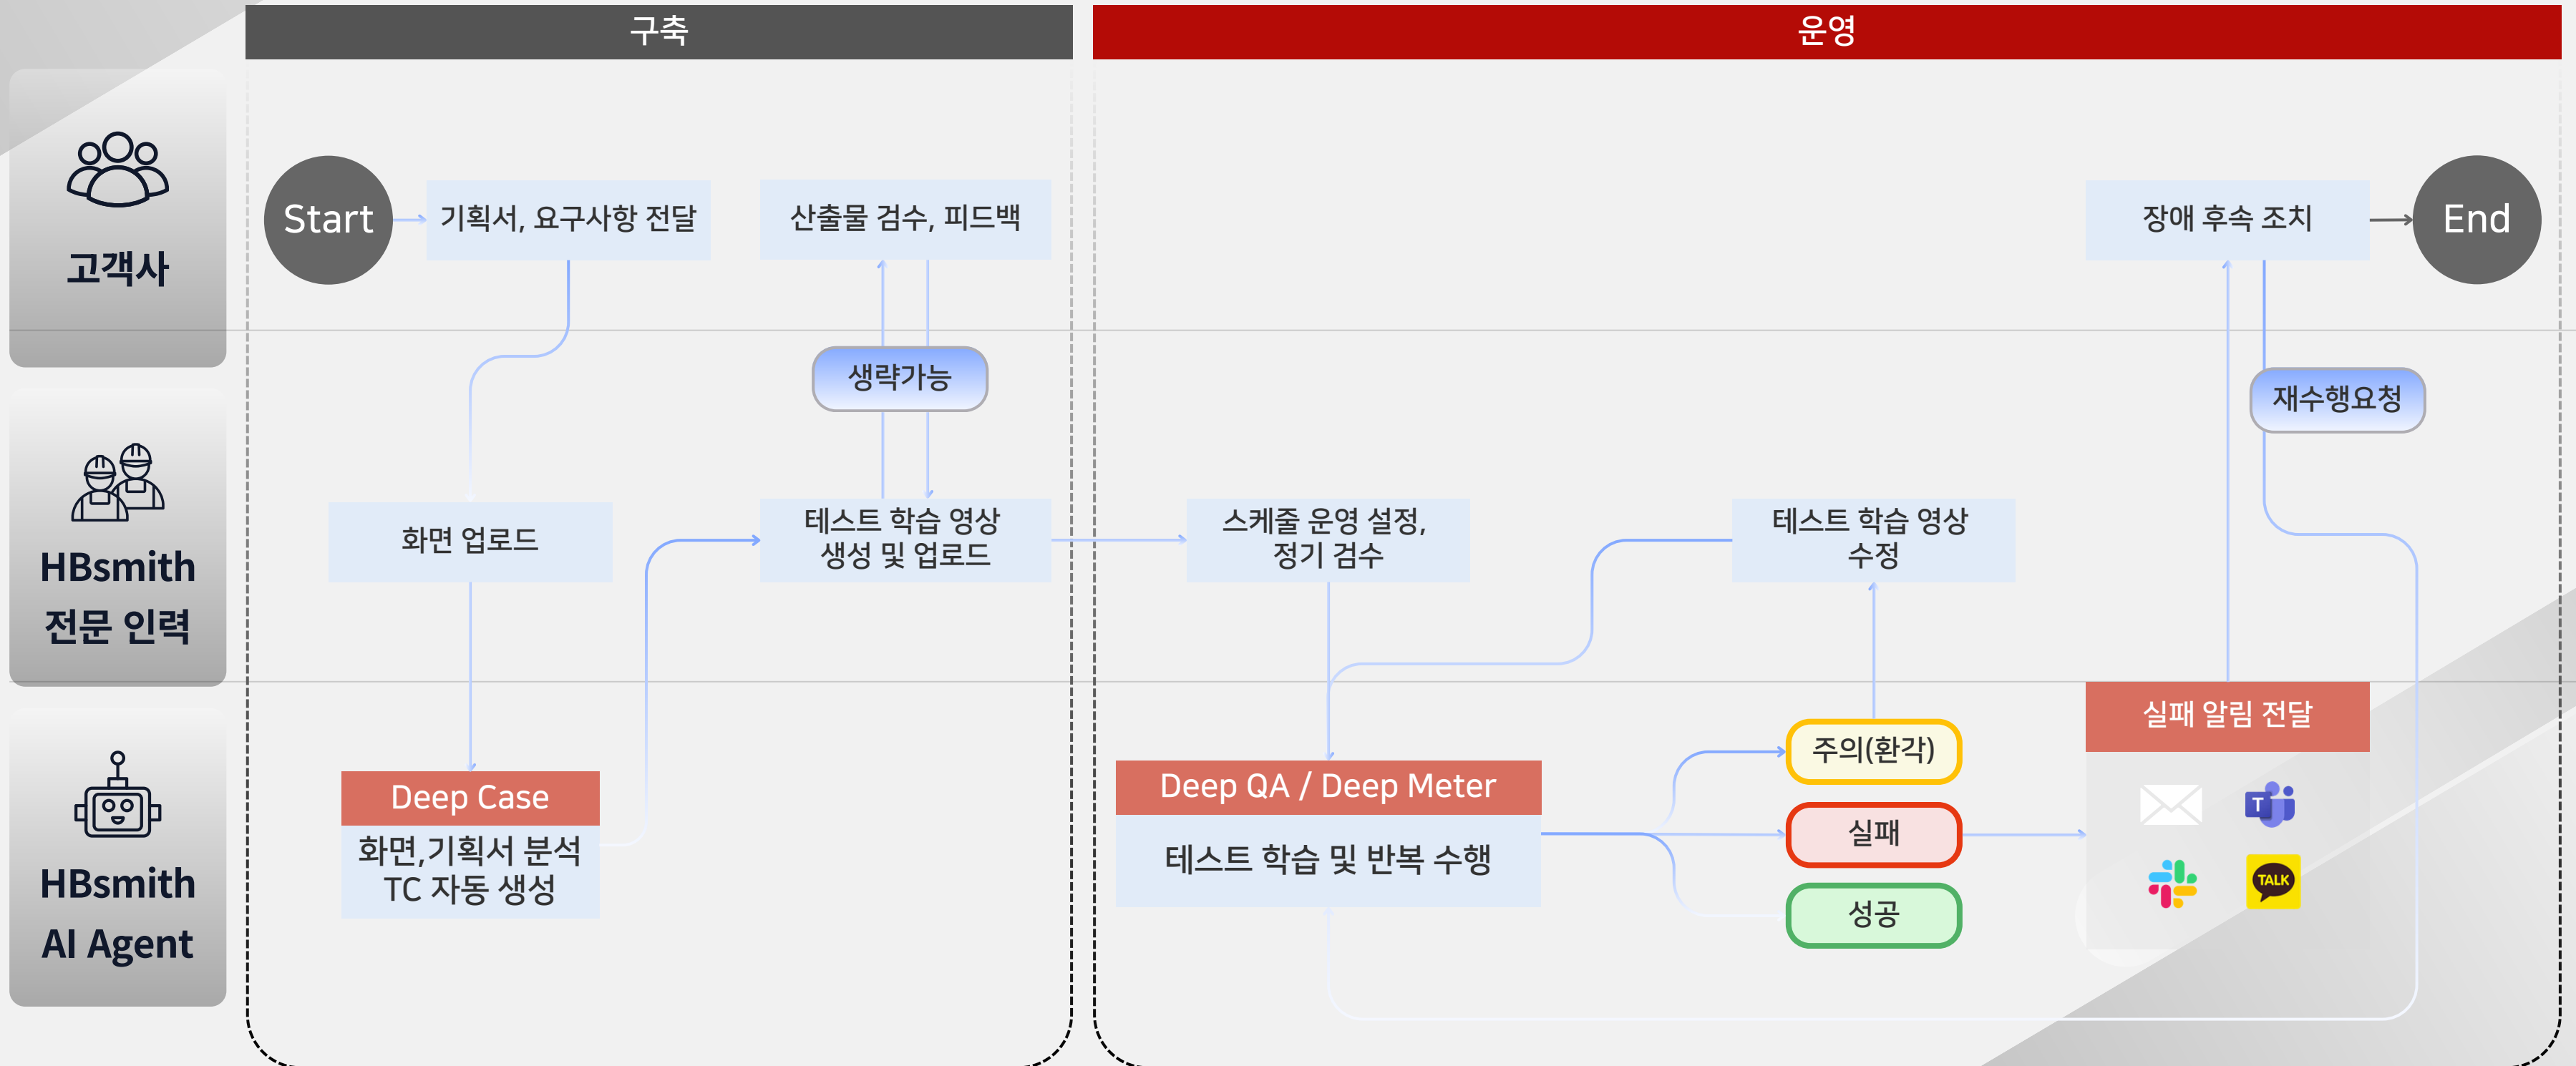 구축
운영
고객사
Start
기획서, 요구사항 전달
산출물 검수, 피드백
장애 후속 조치
End
생략가능
재수행요청
HBsmith
전문 인력
화면 업로드
테스트 학습 영상
생성 및 업로드
스케줄 운영 설정,
정기 검수
테스트 학습 영상
수정
HBsmith
AI Agent
Deep Case
화면,기획서 분석
TC 자동 생성
Deep QA / Deep Meter
테스트 학습 및 반복 수행
주의(환각)
실패
성공
실패 알림 전달
T
TALK